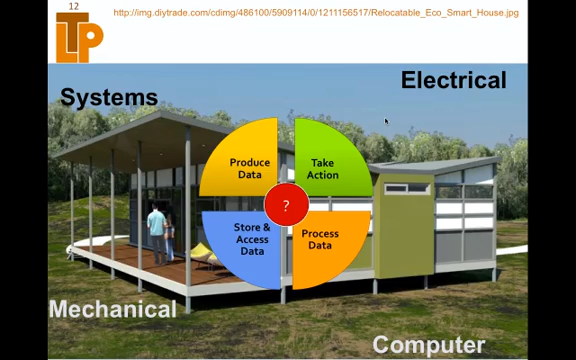 12
http://img.diytrade.com/cdimg/486100/5909114/0/1211156517/Relocatable_Eco_Smart_House.jpg
LTP
Electrical
Systems
Produce
Data
Take
Action
?
Store &
Access
Data
Process
Data
Mechanical
Computer